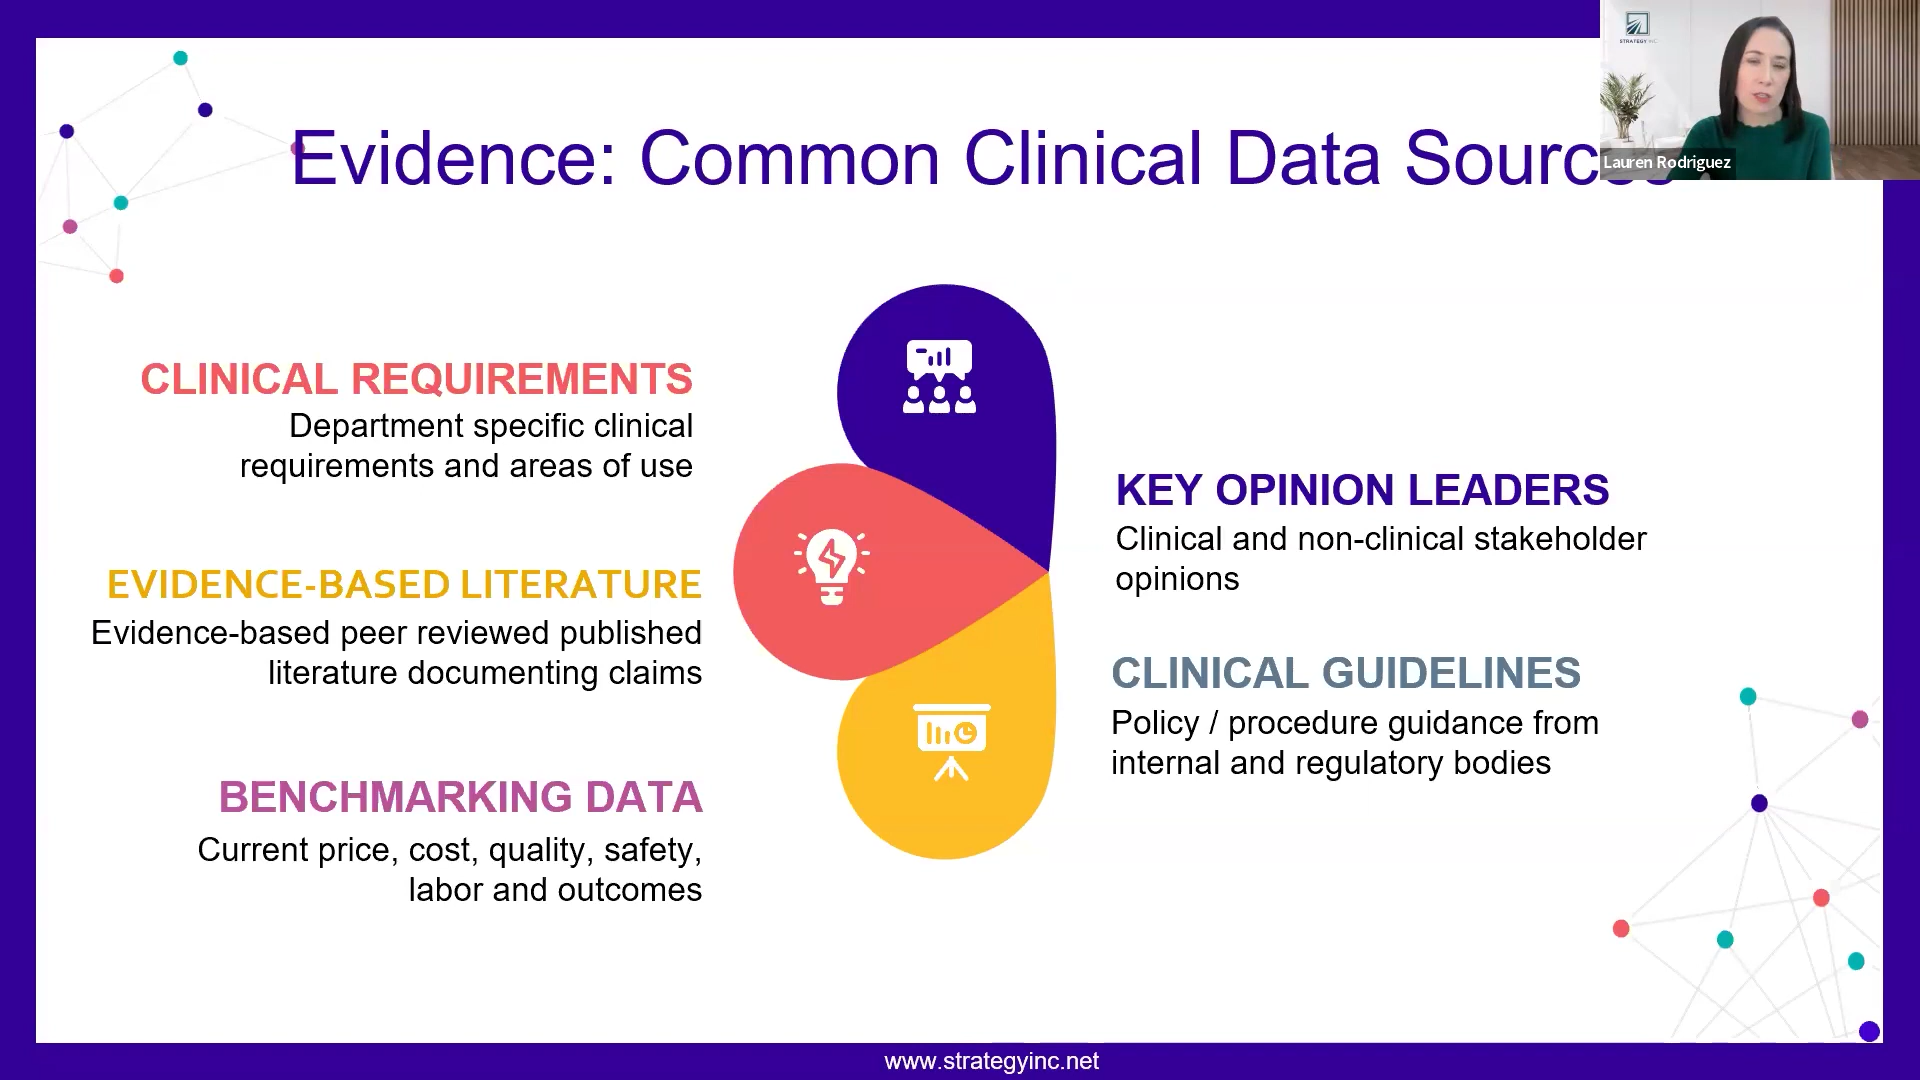 Evidence: Common Clinical Data
STRATEGY INC
Lauren Rodriguez
CLINICAL REQUIREMENTS
Department specific clinical
requirements and areas of use
EVIDENCE-BASED LITERATURE
Evidence-based peer reviewed published
literature documenting claims
BENCHMARKING DATA
Current price, cost, quality, safety,
labor and outcomes
KEY OPINION LEADERS
Clinical and non-clinical stakeholder
opinions
CLINICAL GUIDELINES
Policy / procedure guidance from
internal and regulatory bodies
www.strategyinc.net